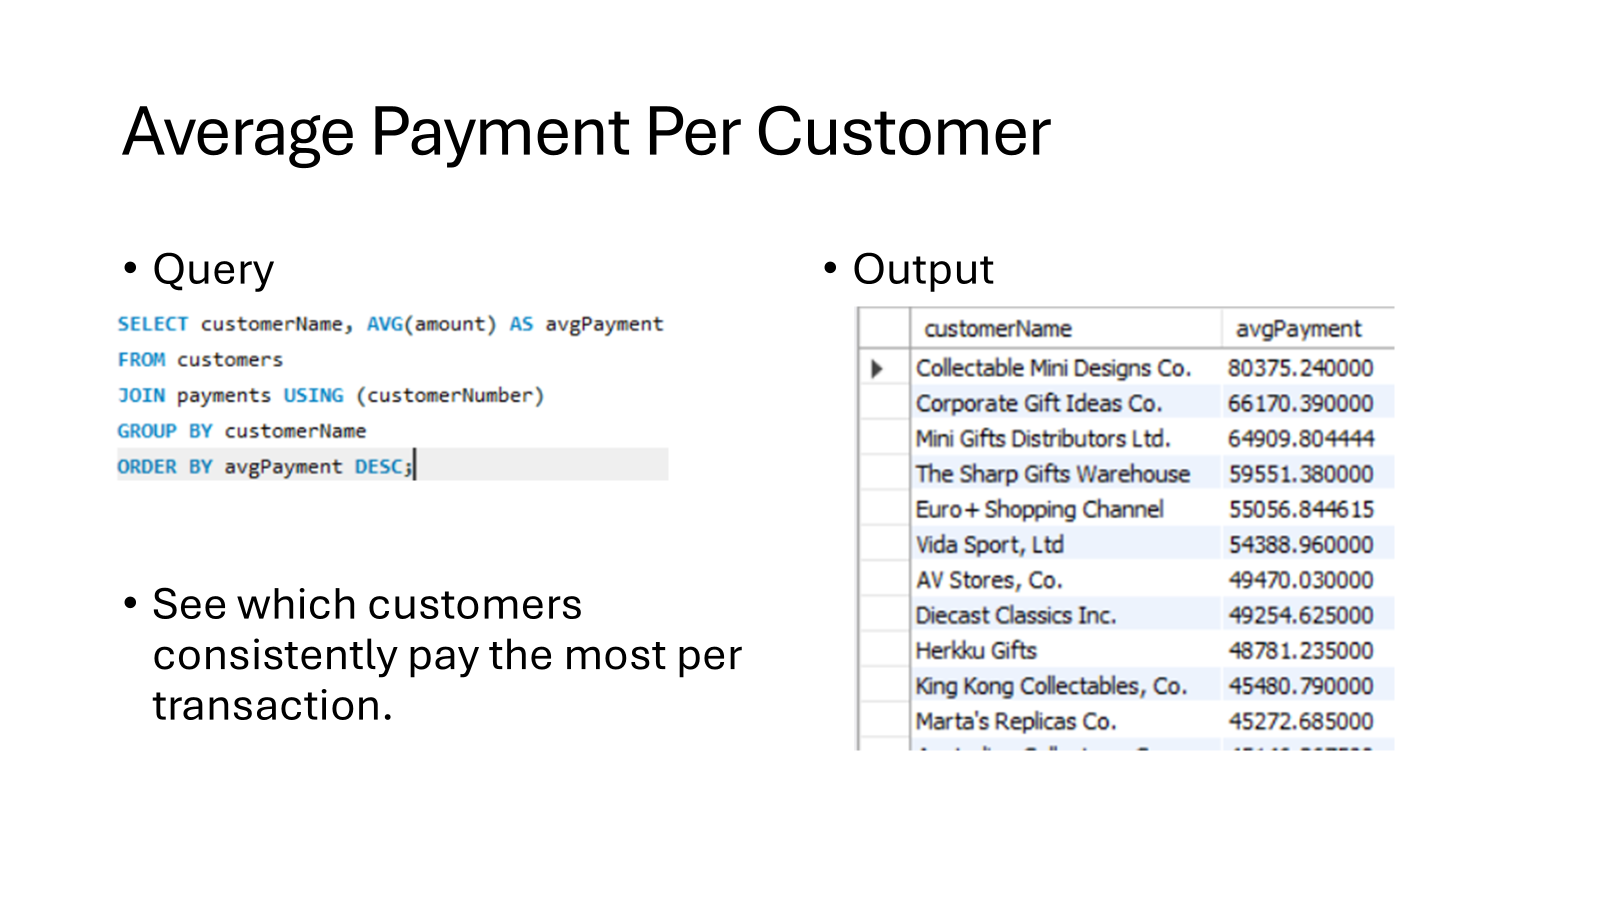 Average Payment Per Customer
• Query
SELECT customerName, AVG(amount) AS avgPayment
FROM customers
JOIN payments USING (customerNumber)
GROUP BY customerName
ORDER BY avgPayment DESC;
• See which customers
consistently pay the most per
transaction.
• Output
customerName avgPayment
Collectable Mini Designs Co. 80375.240000
Corporate Gift Ideas Co. 66170.390000
Mini Gifts Distributors Ltd. 64909.804444
The Sharp Gifts Warehouse 59551.380000
Euro+ Shopping Channel 55056.844615
Vida Sport, Ltd 54388.960000
AV Stores, Co. 49470.030000
Diecast Classics Inc. 49254.625000
Herkku Gifts 48781.235000
King Kong Collectables, Co. 45480.790000
Marta's Replicas Co. 45272.685000